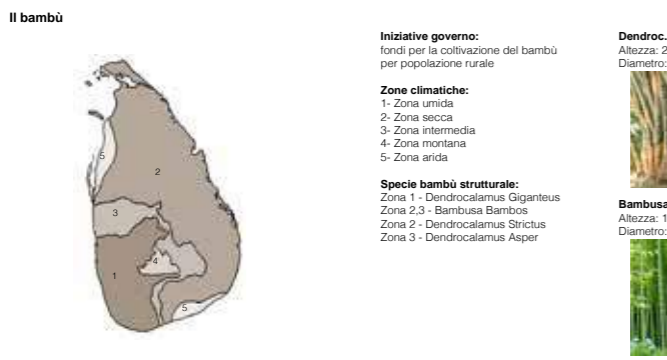 Il bambù
5
2
3
4
1
5
Iniziative governo:
fondi per la coltivazione del bambù
per popolazione rurale
Zone climatiche:
1- Zona umida
2- Zona secca
3- Zona intermedia
4- Zona montana
5- Zona arida
Specie bambù strutturale:
Zona 1 - Dendrocalamus Giganteus
Zona 2,3 - Bambusa Bambos
Zona 2 - Dendrocalamus Strictus
Zona 3 - Dendrocalamus Asper
Dendroc.
Altezza: 2
Diametro:
Bambusa
Altezza: 1
Diametro: